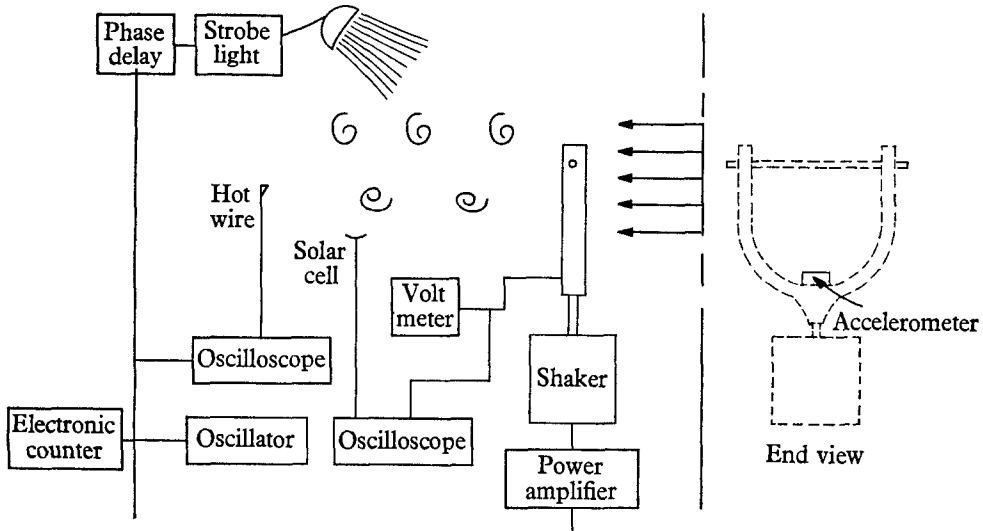 Phase
delay
Strobe
light
Hot
wire
Solar
cell
Volt
meter
Accelerometer
Oscilloscope
Shaker
Electronic
counter
Oscillator
Oscilloscope
End view
Power
amplifier